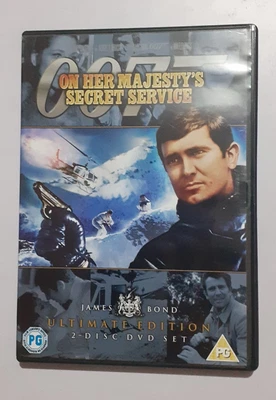 007
ON HER MAJESTY'S
SECRET SERVICE
JAMES BOND
ULTIMATE EDITION
2-DISC DVD SET
PG
PG